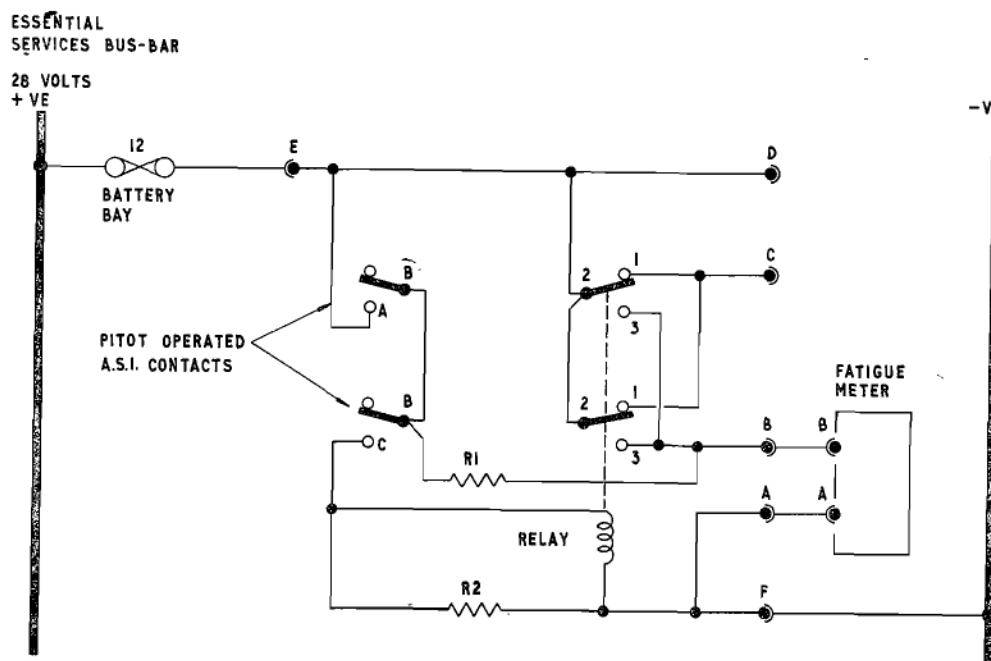 ESSENTIAL
SERVICES BUS-BAR
28 VOLTS
+ VE
-V
12
E
D
BATTERY
BAY
B
A
2
1
C
3
PITOT OPERATED
A.S.I. CONTACTS
FATIGUE
METER
B
C
2
1
3
B
B
R1
A
A
RELAY
R2
F